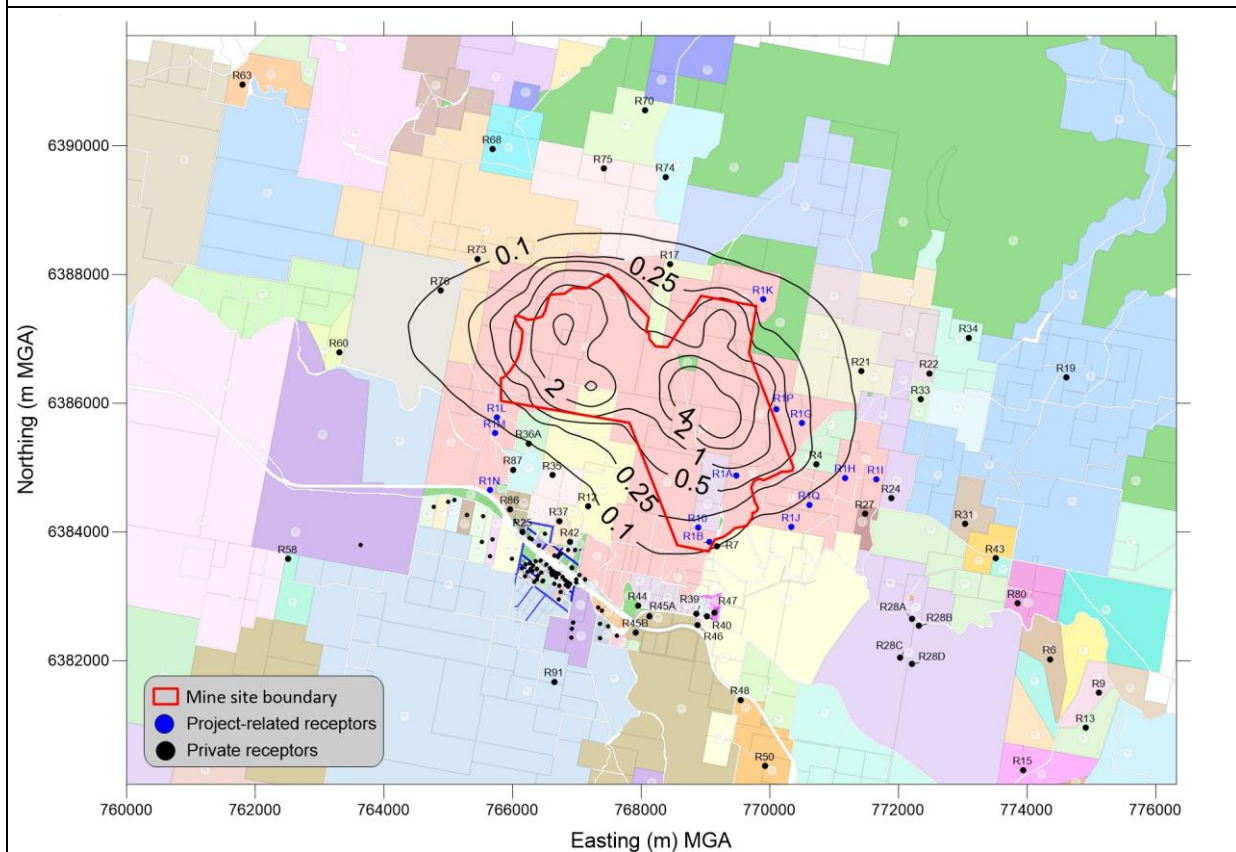 R63
R70
6390000
R68
R75
R74
0.1
R73
R17
6388000
0.25
R76
R1K
R34
R60
R21
R22
R19
2
R33
6386000
R1P
R1L
4
R1G
R1M
2
R36A
1
R4
R87
R35
R1A
0.5
R1H
R1I
R1N
0.25
R24
R86
R12
R1Q
R27
R25
R37
0.1
R1J
R31
6384000
R42
R1B
R7
R58
R43
R44
R39
R47
R80
R45A
R28A
R28B
R45B
R40
R46
R28C
R28D
R6
6382000
R91
R9
R48
R13
R50
R15
Mine site boundary
Project-related receptors
Private receptors
760000 762000 764000 766000 768000 770000 772000 774000 776000
Northing (m MGA)
Easting (m) MGA